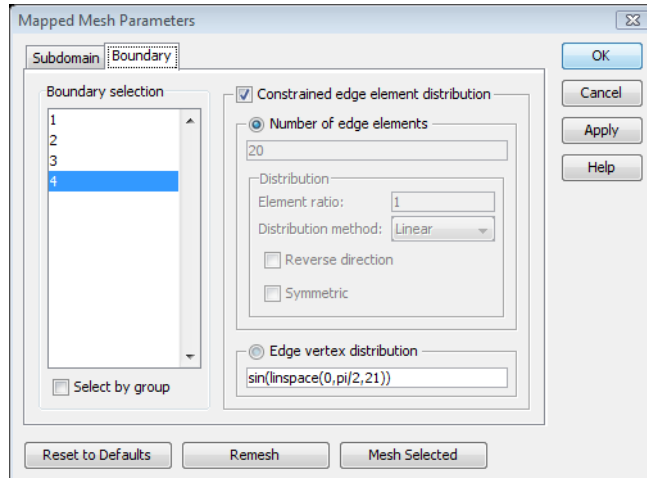 Mapped Mesh Parameters
Subdomain
Boundary
Boundary selection
1
2
3
4
Select by group
Constrained edge element distribution
Number of edge elements
20
Distribution
Element ratio: 1
Distribution method: Linear
Reverse direction
Symmetric
Edge vertex distribution
sin(linspace(0,pi/2,21))
OK
Cancel
Apply
Help
Reset to Defaults
Remesh
Mesh Selected